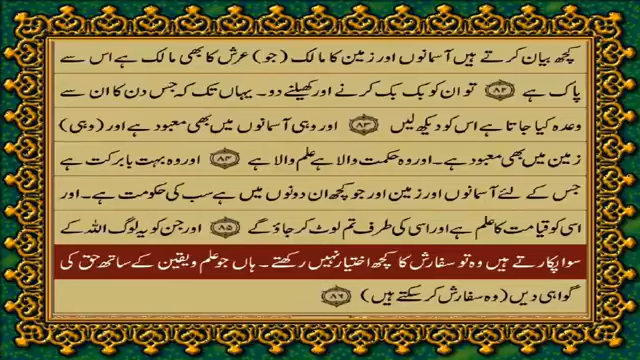 کچھ بیان کرتے ہیں آسمانوں اور زمین کا مالک (جو) عرش کا بھی مالک ہے اس سے
پاک ہے ۸۲ تو ان کو بک بک کرنے اور کھیلنے دو۔ یہاں تک کہ جس دن کا ان سے
وعدہ کیا جاتا ہے اس کو دیکھ لیں ۸۳ اور وہی آسمانوں میں بھی معبود ہے اور (وہی)
زمین میں بھی معبود ہے۔ اور وہ حکمت والا ہے علم والا ہے ۸۴ اور وہ بہت بابرکت ہے
جس کے لئے آسمانوں اور زمین اور جو کچھ ان دونوں میں ہے سب کی حکومت ہے۔ اور
اسی کو قیامت کا علم ہے اور اسی کی طرف تم لوٹ کر جاؤ گے ۸۵ اور جن کو یہ لوگ اللہ کے
سوا پکارتے ہیں وہ تو سفارش کا کچھ اختیار نہیں رکھتے۔ ہاں جو علم ویقین کے ساتھ حق کی
گواہی دیں (وہ سفارش کر سکتے ہیں) ۸۶